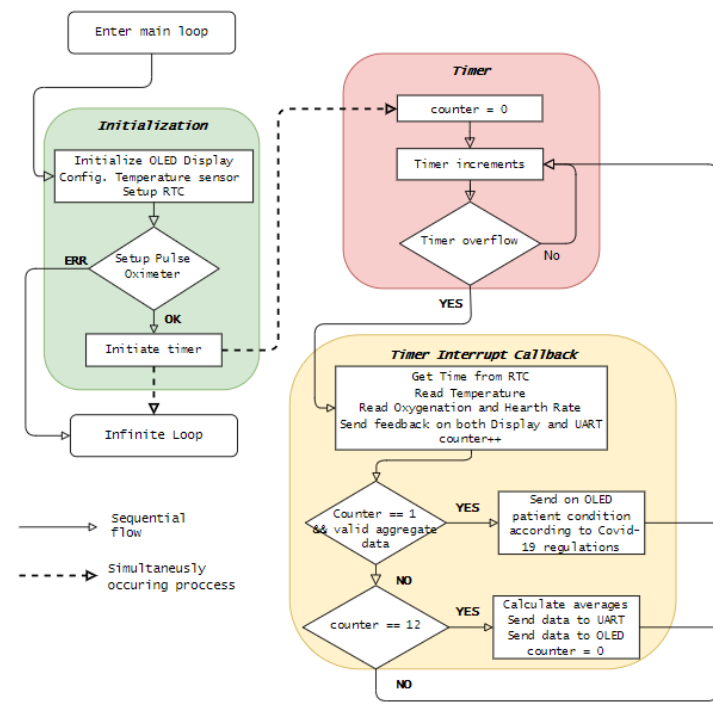 Enter main loop
Initialization
Initialize OLED Display
Config. Temperature sensor
Setup RTC
Setup Pulse
Oximeter
ERR
OK
Initiate timer
Infinite Loop
Sequential
flow
Simultaneusly
occuring proccess
Timer
counter = 0
Timer increments
Timer overflow
No
YES
Timer Interrupt Callback
Get Time from RTC
Read Temperature
Read Oxygenation and Hearth Rate
Send feedback on both Display and UART
counter++
Counter == 1
&& valid aggregate
data
YES
Send on OLED
patient condition
according to Covid-
19 regulations
NO
counter == 12
YES
Calculate averages
Send data to UART
Send data to OLED
counter = 0
NO